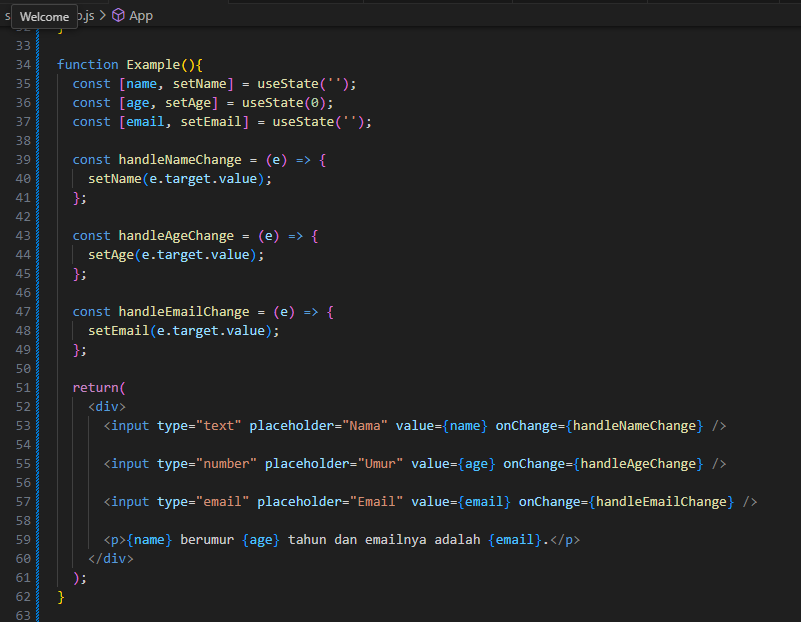 s Welcome p.js > App
32 }
33
34 function Example(){
35 const [name, setName] = useState('');
36 const [age, setAge] = useState(0);
37 const [email, setEmail] = useState('');
38
39 const handleNameChange = (e) => {
40 setName(e.target.value);
41 };
42
43 const handleAgeChange = (e) => {
44 setAge(e.target.value);
45 };
46
47 const handleEmailChange = (e) => {
48 setEmail(e.target.value);
49 };
50
51 return(
52 <div>
53 <input type="text" placeholder="Nama" value={name} onChange={handleNameChange} />
54
55 <input type="number" placeholder="Umur" value={age} onChange={handleAgeChange} />
56
57 <input type="email" placeholder="Email" value={email} onChange={handleEmailChange} />
58
59 <p>{name} berumur {age} tahun dan emailnya adalah {email}.</p>
60 </div>
61 );
62 }
63